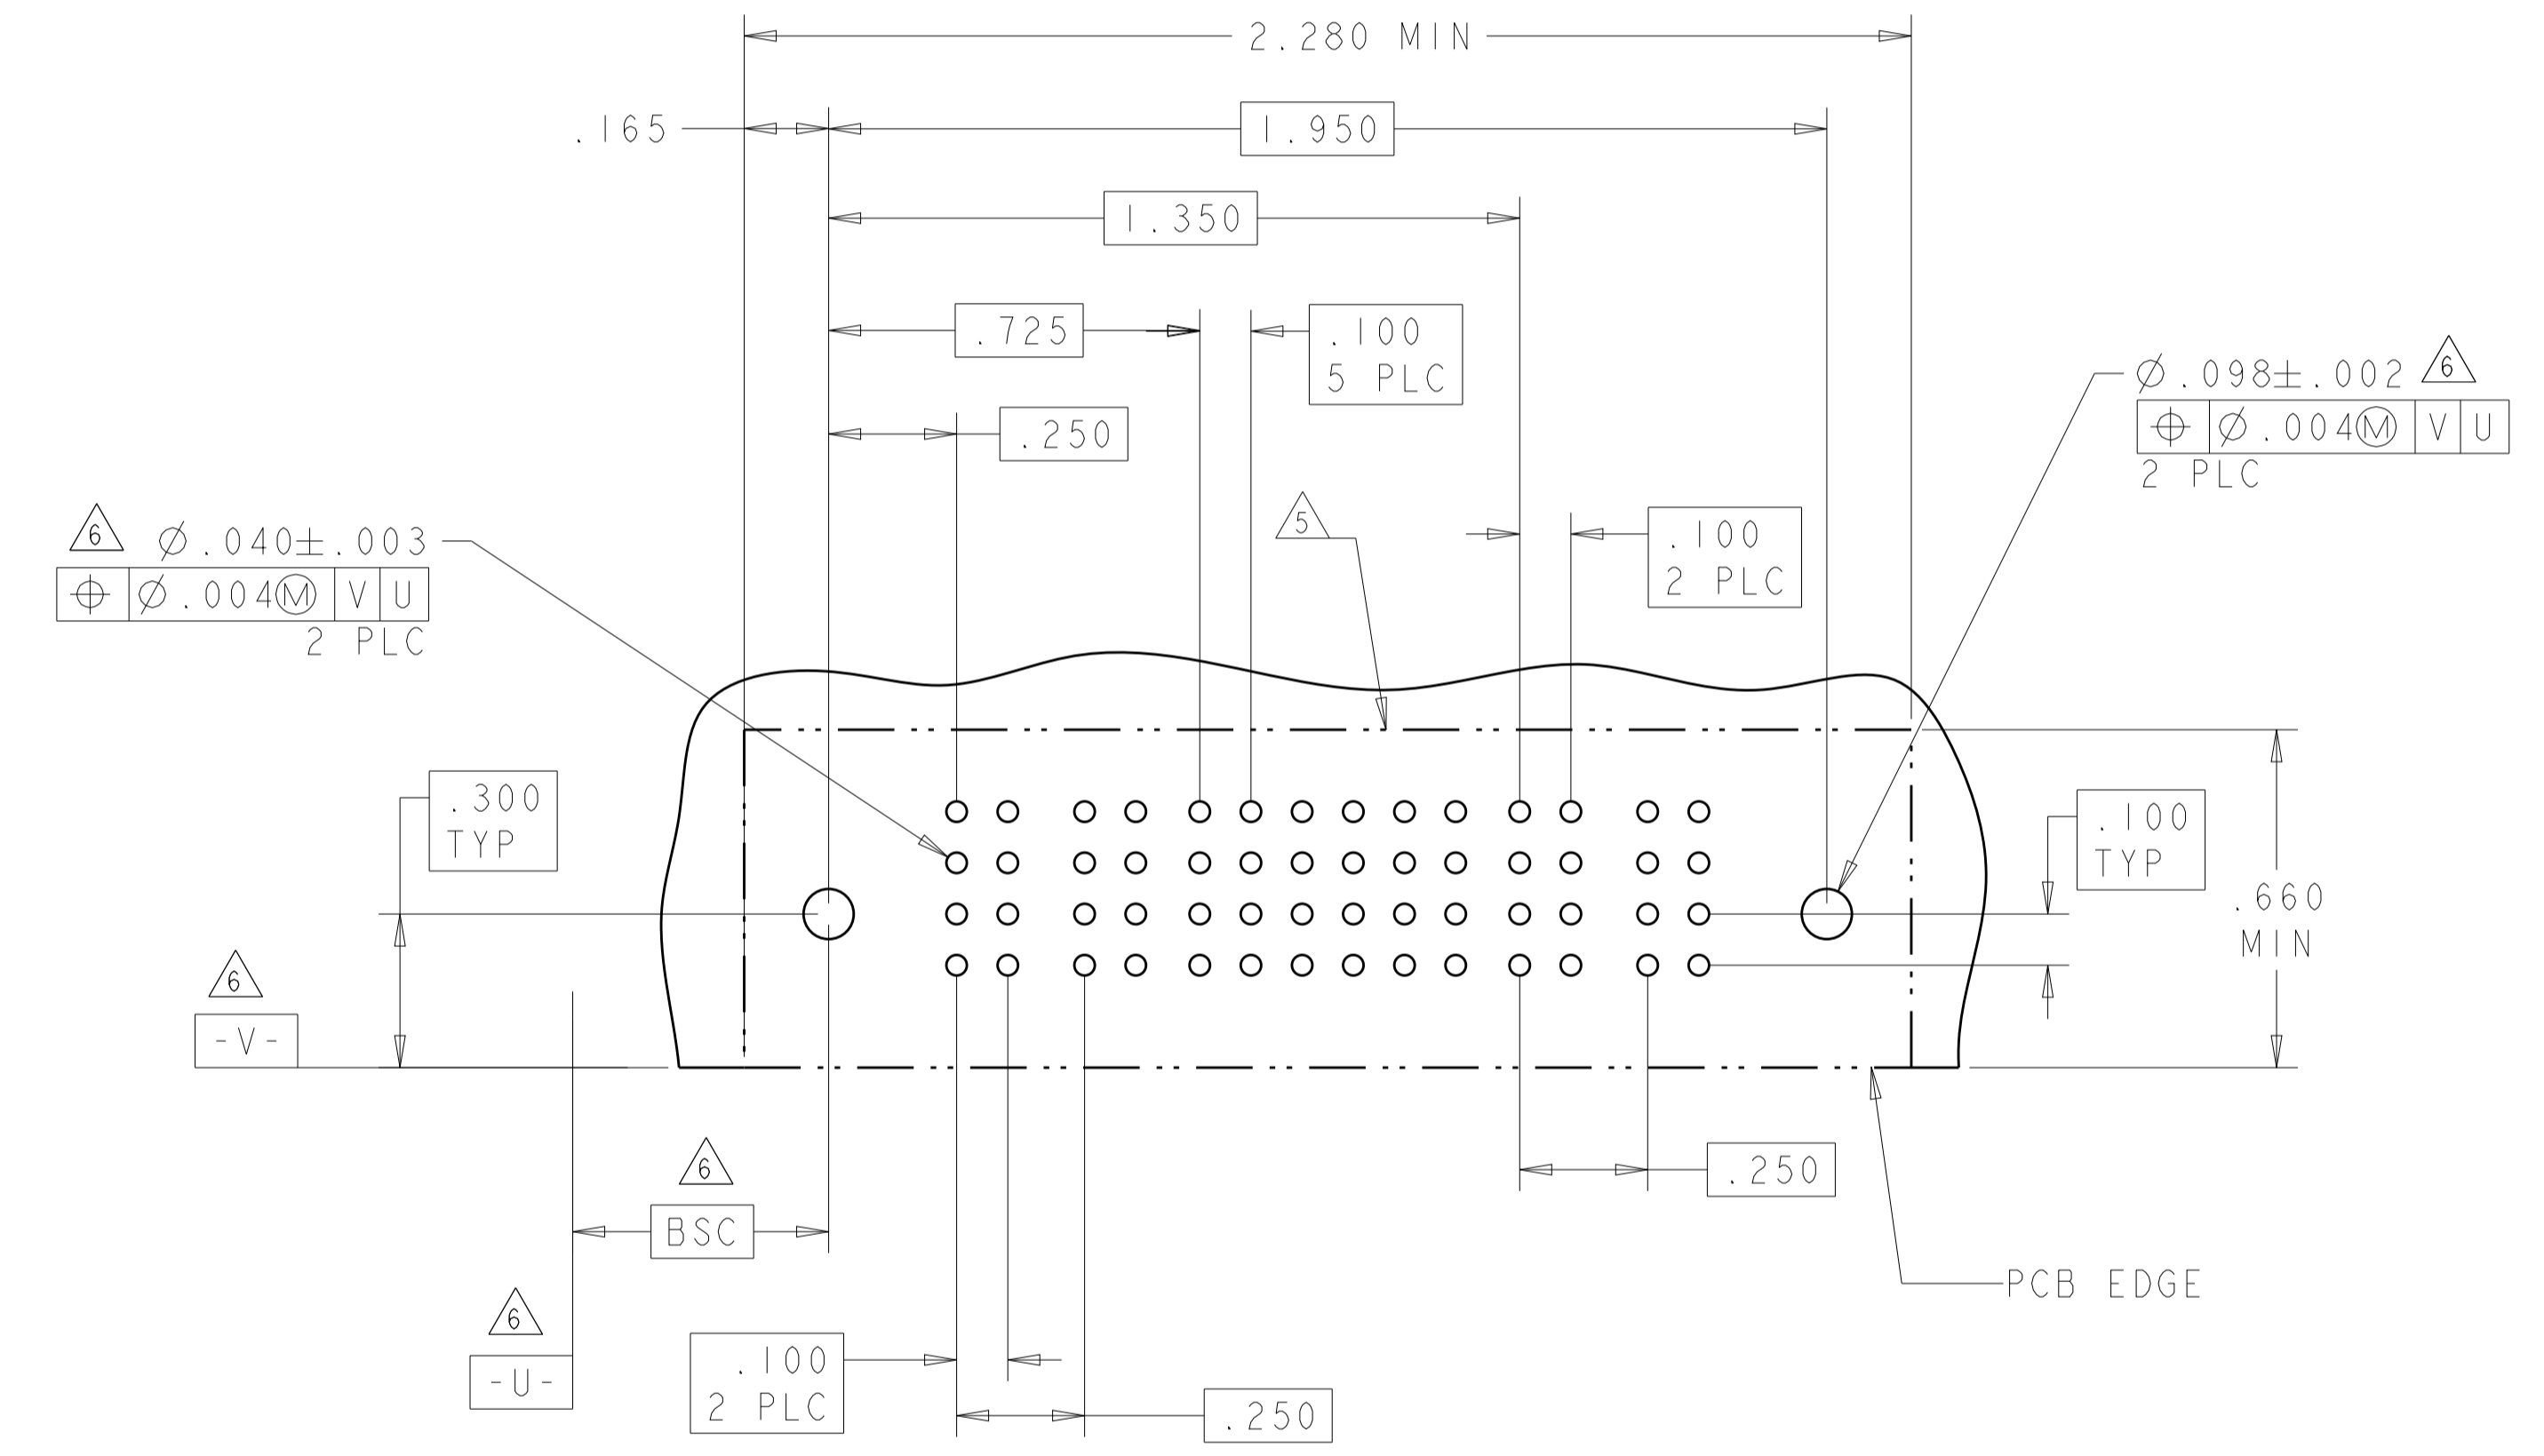 2.280 MIN
.165
1.950
1.350
.725
.100
5 PLC
.250
Ø.098±.002 6
⌖ Ø.004Ⓜ V U
2 PLC
6 Ø.040±.003
⌖ Ø.004Ⓜ V U
2 PLC
5
.100
2 PLC
.300
TYP
.100
TYP
.660
MIN
6
-V-
6
BSC
.250
6
-U-
PCB EDGE
.100
2 PLC
.250